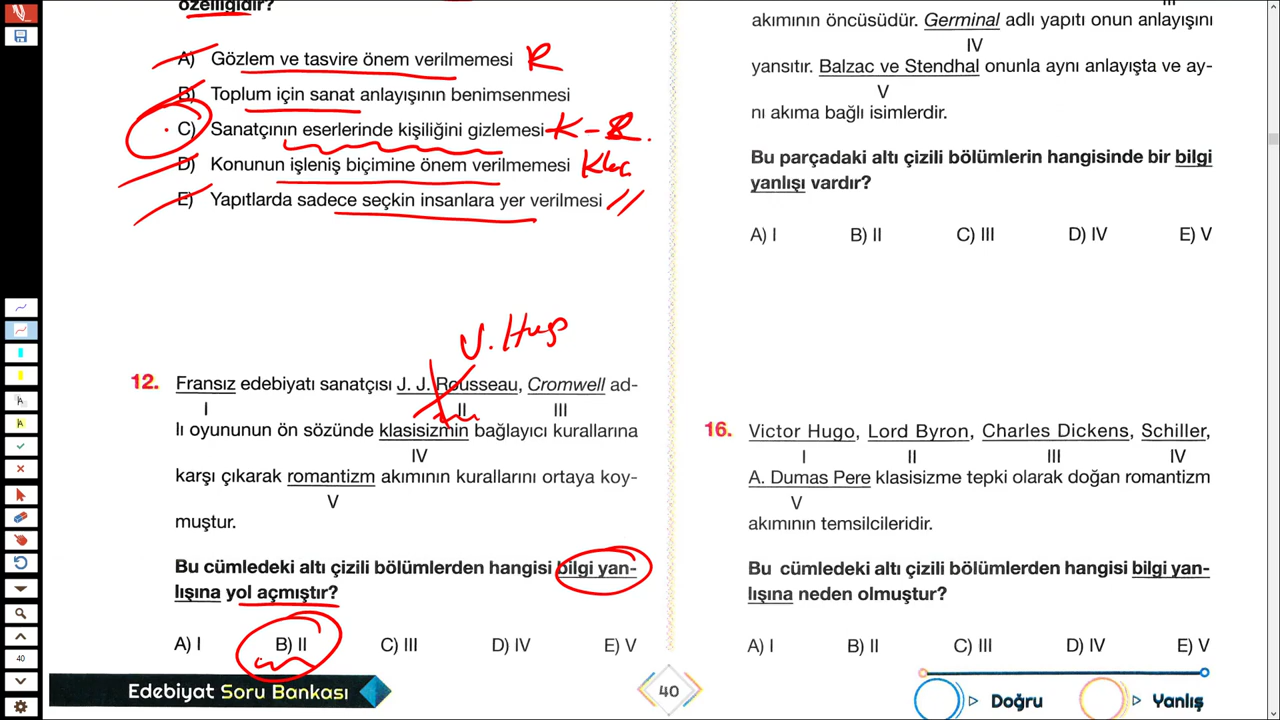 özelliğidir?
A) Gözlem ve tasvire önem verilmemesi R
B) Toplum için sanat anlayışının benimsenmesi
C) Sanatçının eserlerinde kişiliğini gizlemesi K - R.
D) Konunun işleniş biçimine önem verilmemesi
E) Yapıtlarda sadece seçkin insanlara yer verilmesi //
V. Hugo
12. Fransız edebiyatı sanatçısı J. J. Rousseau, Cromwell ad-
I II III
lı oyununun ön sözünde klasisizmin bağlayıcı kurallarına
IV
karşı çıkarak romantizm akımının kurallarını ortaya koy-
V
muştur.
Bu cümledeki altı çizili bölümlerden hangisi bilgi yan-
lışına yol açmıştır?
A) I B) II C) III D) IV E) V
Edebiyat Soru Bankası
40
III
akımının öncüsüdür. Germinal adlı yapıtı onun anlayışını
IV
yansıtır. Balzac ve Stendhal onunla aynı anlayışta ve ay-
V
nı akıma bağlı isimlerdir.
Bu parçadaki altı çizili bölümlerin hangisinde bir bilgi
yanlışı vardır?
A) I B) II C) III D) IV E) V
16. Victor Hugo, Lord Byron, Charles Dickens, Schiller,
I II III IV
A. Dumas Pere klasisizme tepki olarak doğan romantizm
V
akımının temsilcileridir.
Bu cümledeki altı çizili bölümlerden hangisi bilgi yan-
lışına neden olmuştur?
A) I B) II C) III D) IV E) V
Doğru Yanlış
40